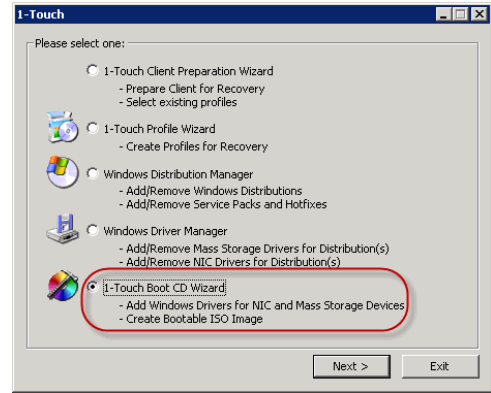 1-Touch
Please select one:
1-Touch Client Preparation Wizard
- Prepare Client for Recovery
- Select existing profiles
1-Touch Profile Wizard
- Create Profiles for Recovery
Windows Distribution Manager
- Add/Remove Windows Distributions
- Add/Remove Service Packs and Hotfixes
Windows Driver Manager
- Add/Remove Mass Storage Drivers for Distribution(s)
- Add/Remove NIC Drivers for Distribution(s)
1-Touch Boot CD Wizard
- Add Windows Drivers for NIC and Mass Storage Devices
- Create Bootable ISO Image
Next >
Exit